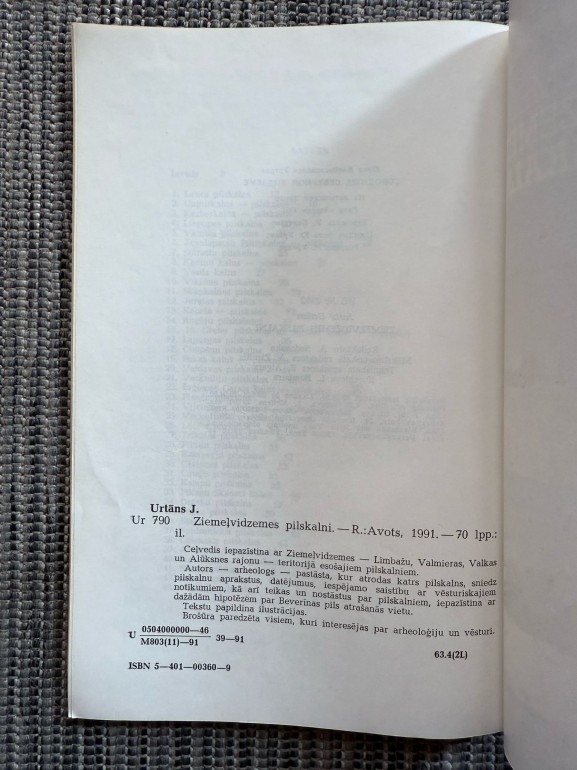 Urtāns J.
Ur 790 Ziemeļvidzemes pilskalni. — R.:Avots, 1991. — 70 lpp.:
il.
Ceļvedis iepazīstina ar Ziemeļvidzemes — Limbažu, Valmieras, Valkas
un Alūksnes rajonu — teritorijā esošajiem pilskalniem.
Autors — arheologs — pastāsta, kur atrodas katrs pilskalns, sniedz
pilskalnu aprakstus, datējumus, iespējamo saistību ar vēsturiskajiem
notikumiem, kā arī teikas un nostāstus par pilskalniem, iepazīstina ar
dažādām hipotēzēm par Beverīnas pils atrašanās vietu.
Tekstu papildina ilustrācijas.
Brošūra paredzēta visiem, kuri interesējas par arheoloģiju un vēsturi.
U 0504000000—46
M803(11)—91 39—91
63.4(2L)
ISBN 5—401—00360—9